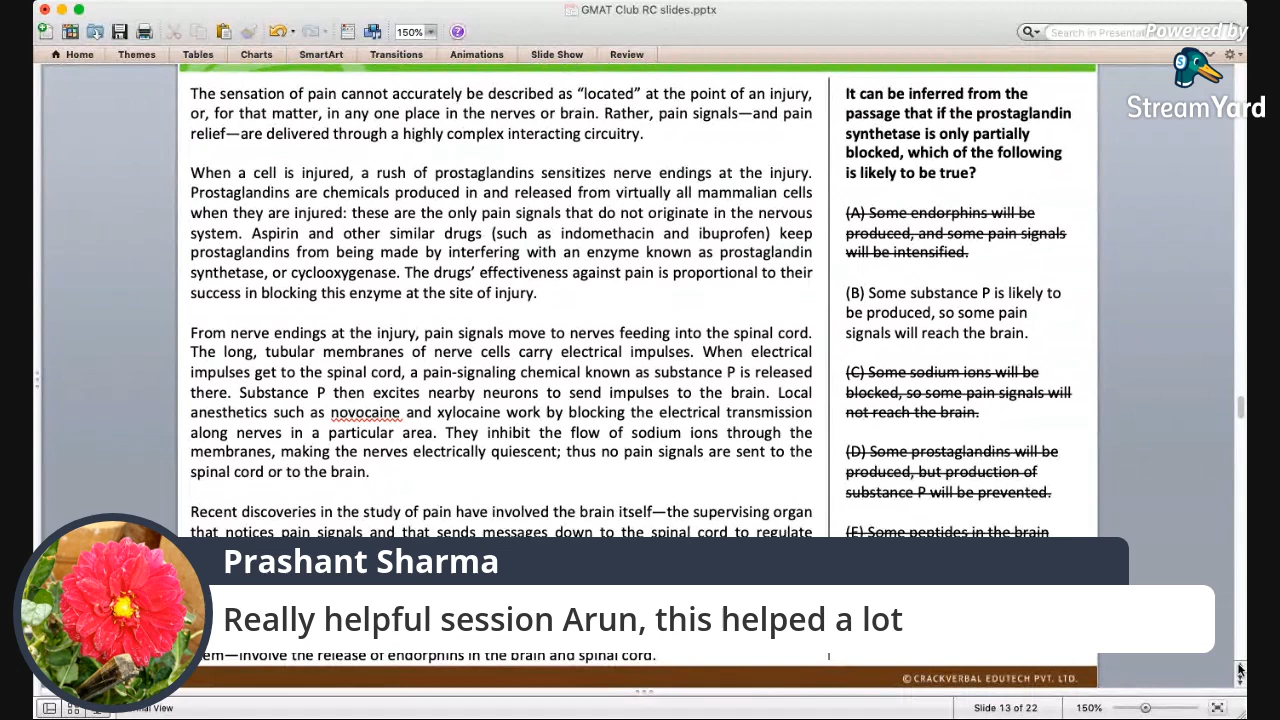 GMAT Club RC slides.pptx
150%
Search in Presentation
Powered by
Home Themes Tables Charts SmartArt Transitions Animations Slide Show Review
StreamYard
The sensation of pain cannot accurately be described as “located” at the point of an injury,
or, for that matter, in any one place in the nerves or brain. Rather, pain signals—and pain
relief—are delivered through a highly complex interacting circuitry.
When a cell is injured, a rush of prostaglandins sensitizes nerve endings at the injury.
Prostaglandins are chemicals produced in and released from virtually all mammalian cells
when they are injured: these are the only pain signals that do not originate in the nervous
system. Aspirin and other similar drugs (such as indomethacin and ibuprofen) keep
prostaglandins from being made by interfering with an enzyme known as prostaglandin
synthetase, or cyclooxygenase. The drugs’ effectiveness against pain is proportional to their
success in blocking this enzyme at the site of injury.
From nerve endings at the injury, pain signals move to nerves feeding into the spinal cord.
The long, tubular membranes of nerve cells carry electrical impulses. When electrical
impulses get to the spinal cord, a pain-signaling chemical known as substance P is released
there. Substance P then excites nearby neurons to send impulses to the brain. Local
anesthetics such as novocaine and xylocaine work by blocking the electrical transmission
along nerves in a particular area. They inhibit the flow of sodium ions through the
membranes, making the nerves electrically quiescent; thus no pain signals are sent to the
spinal cord or to the brain.
Recent discoveries in the study of pain have involved the brain itself—the supervising organ
that notices pain signals and that sends messages down to the spinal cord to regulate
them—involve the release of endorphins in the brain and spinal cord.
It can be inferred from the
passage that if the prostaglandin
synthetase is only partially
blocked, which of the following
is likely to be true?
(A) Some endorphins will be
produced, and some pain signals
will be intensified.
(B) Some substance P is likely to
be produced, so some pain
signals will reach the brain.
(C) Some sodium ions will be
blocked, so some pain signals will
not reach the brain.
(D) Some prostaglandins will be
produced, but production of
substance P will be prevented.
(E) Some peptides in the brain
Prashant Sharma
Really helpful session Arun, this helped a lot
© CRACKVERBAL EDUTECH PVT. LTD.
View Slide 13 of 22 150%